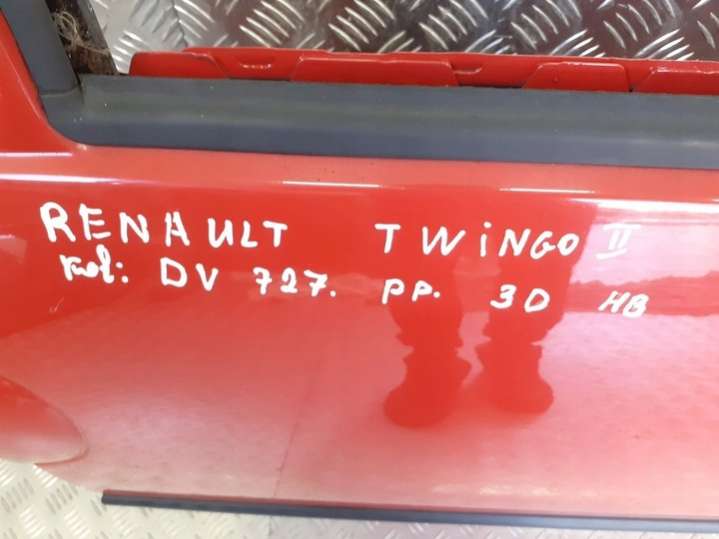 RENAULT TWINGO II
kol: DV 727. PP. 3D HB